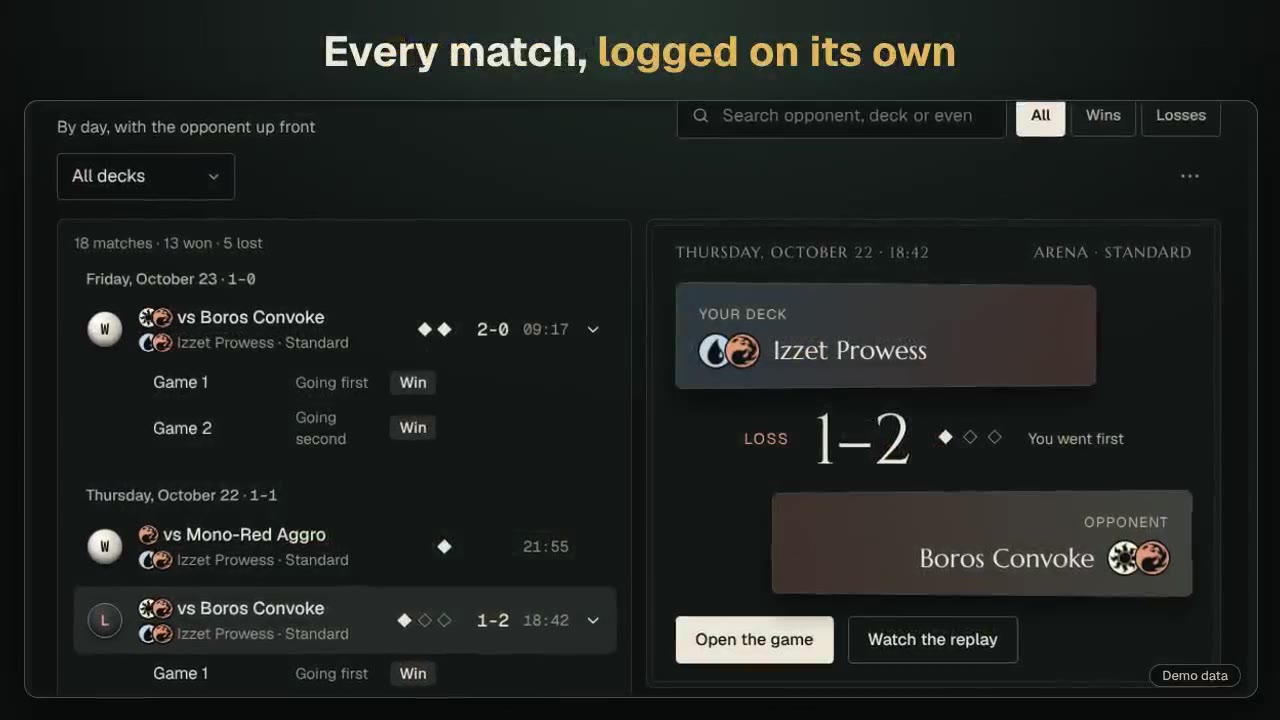 Every match, logged on its own
By day, with the opponent up front
Search opponent, deck or even
All
Wins
Losses
All decks
18 matches · 13 won · 5 lost
Friday, October 23 · 1–0
W
vs Boros Convoke
Izzet Prowess · Standard
2-0
09:17
Game 1
Going first
Win
Game 2
Going
second
Win
Thursday, October 22 · 1–1
W
vs Mono-Red Aggro
Izzet Prowess · Standard
21:55
L
vs Boros Convoke
Izzet Prowess · Standard
1-2
18:42
Game 1
Going first
Win
THURSDAY, OCTOBER 22 · 18:42
ARENA · STANDARD
YOUR DECK
Izzet Prowess
LOSS
1–2
You went first
OPPONENT
Boros Convoke
Open the game
Watch the replay
Demo data